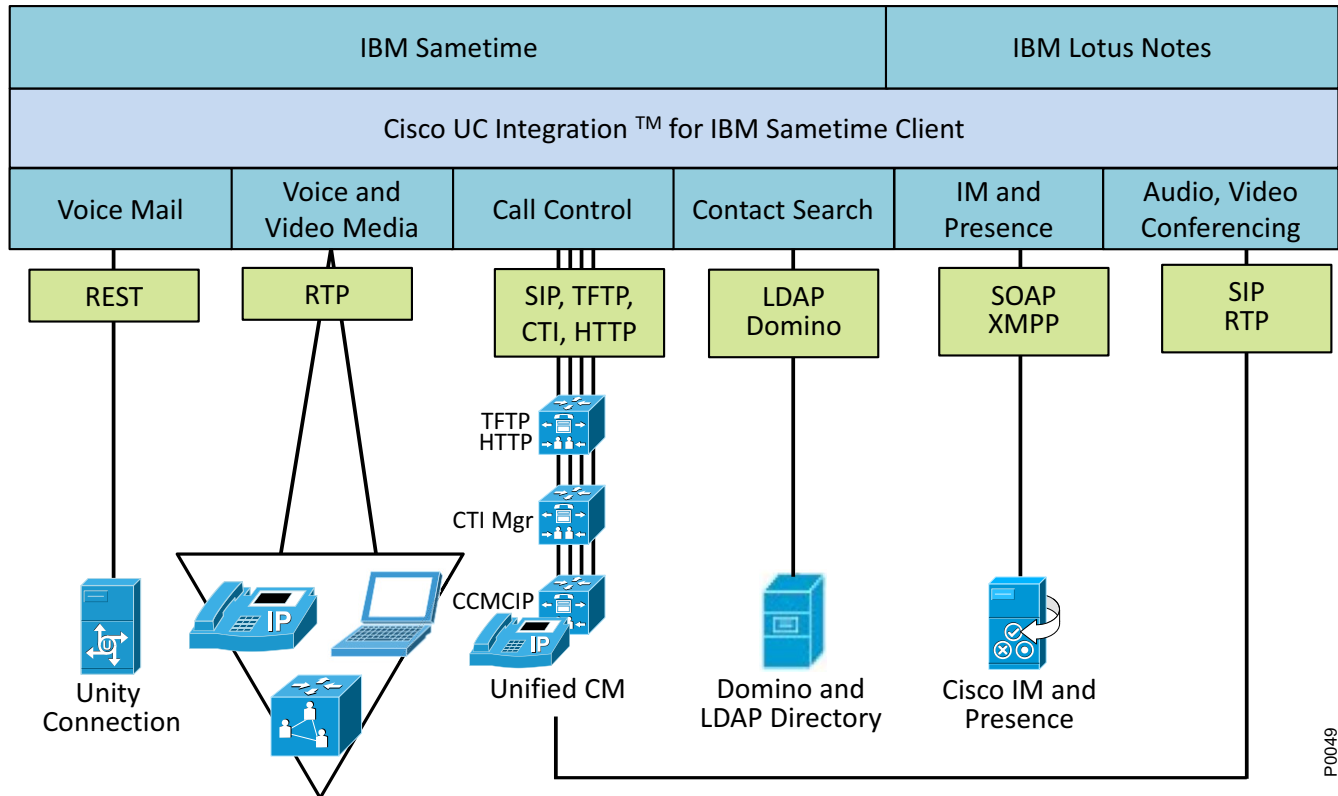 IBM Sametime
IBM Lotus Notes
Cisco UC Integration TM for IBM Sametime Client
Voice Mail
Voice and
Video Media
Call Control
Contact Search
IM and
Presence
Audio, Video
Conferencing
REST
RTP
SIP, TFTP,
CTI, HTTP
LDAP
Domino
SOAP
XMPP
SIP
RTP
TFTP
HTTP
CTI Mgr
CCMCIP
IP
IP
Unity
Connection
Unified CM
Domino and
LDAP Directory
Cisco IM and
Presence
P0049